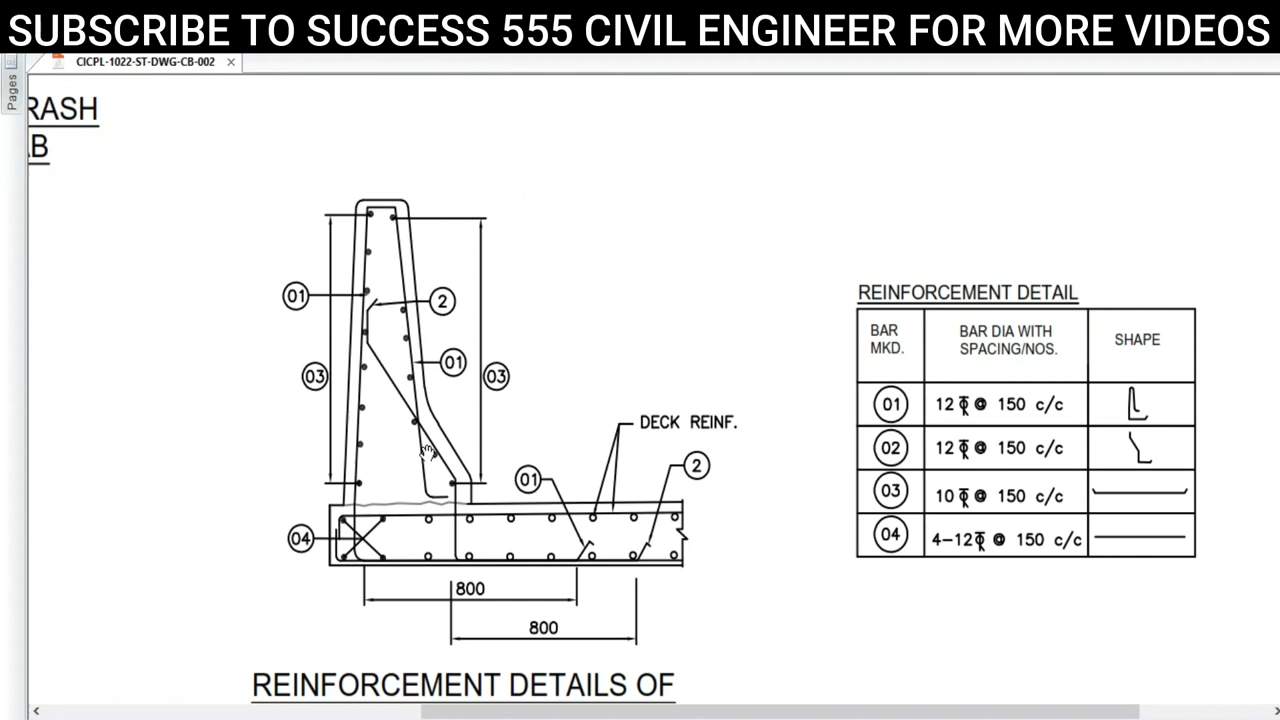 SUBSCRIBE TO SUCCESS 555 CIVIL ENGINEER FOR MORE VIDEOS
Pages
CICPL-1022-ST-DWG-CB-002
RASH
AB
01
2
01
03
03
DECK REINF.
01
2
04
800
800
REINFORCEMENT DETAILS OF
REINFORCEMENT DETAIL
BAR MKD.
BAR DIA WITH SPACING/NOS.
SHAPE
01
12 @ 150 c/c
02
12 @ 150 c/c
03
10 @ 150 c/c
04
4-12 @ 150 c/c